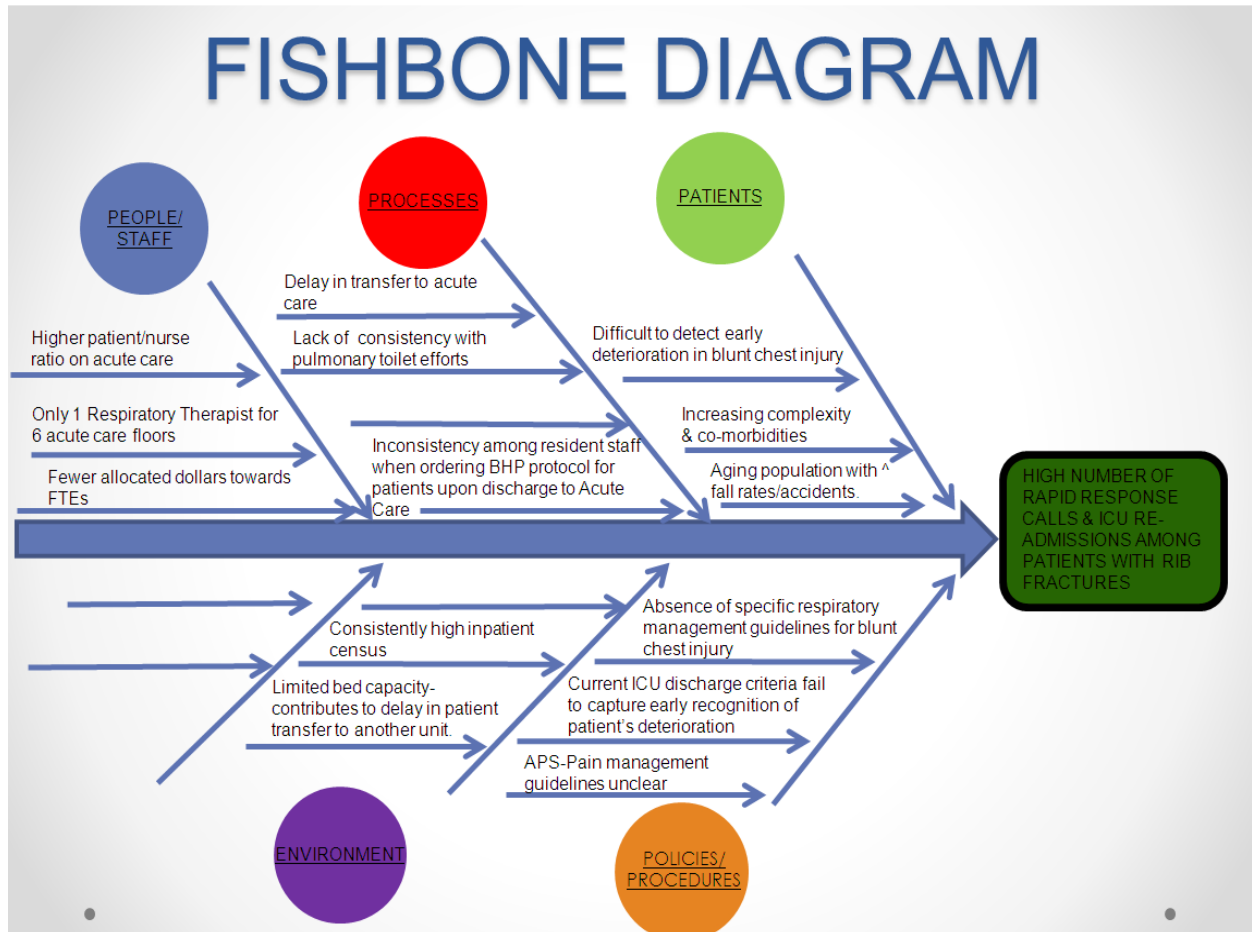 FISHBONE DIAGRAM
PEOPLE/
STAFF
PROCESSES
PATIENTS
Higher patient/nurse
ratio on acute care
Only 1 Respiratory Therapist for
6 acute care floors
Fewer allocated dollars towards
FTEs
Delay in transfer to acute
care
Lack of consistency with
pulmonary toilet efforts
Inconsistency among resident staff
when ordering BHP protocol for
patients upon discharge to Acute
Care
Difficult to detect early
deterioration in blunt chest injury
Increasing complexity
& co-morbidities
Aging population with ^
fall rates/accidents.
HIGH NUMBER OF
RAPID RESPONSE
CALLS & ICU RE-
ADMISSIONS AMONG
PATIENTS WITH RIB
FRACTURES
Consistently high inpatient
census
Limited bed capacity-
contributes to delay in patient
transfer to another unit.
Absence of specific respiratory
management guidelines for blunt
chest injury
Current ICU discharge criteria fail
to capture early recognition of
patient's deterioration
APS-Pain management
guidelines unclear
ENVIRONMENT
POLICIES/
PROCEDURES